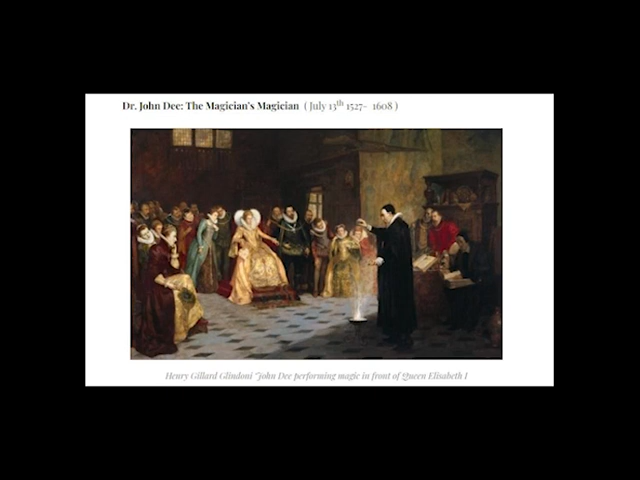 Dr. John Dee: The Magician's Magician ( July 13th 1527- 1608 )
Henry Gillard Glindoni 'John Dee performing magic in front of Queen Elisabeth I